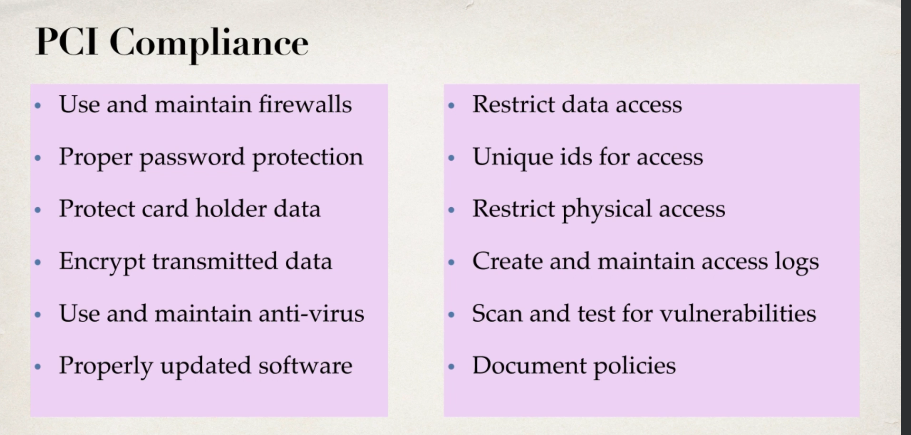 PCI Compliance
• Use and maintain firewalls
• Proper password protection
• Protect card holder data
• Encrypt transmitted data
• Use and maintain anti-virus
• Properly updated software
• Restrict data access
• Unique ids for access
• Restrict physical access
• Create and maintain access logs
• Scan and test for vulnerabilities
• Document policies